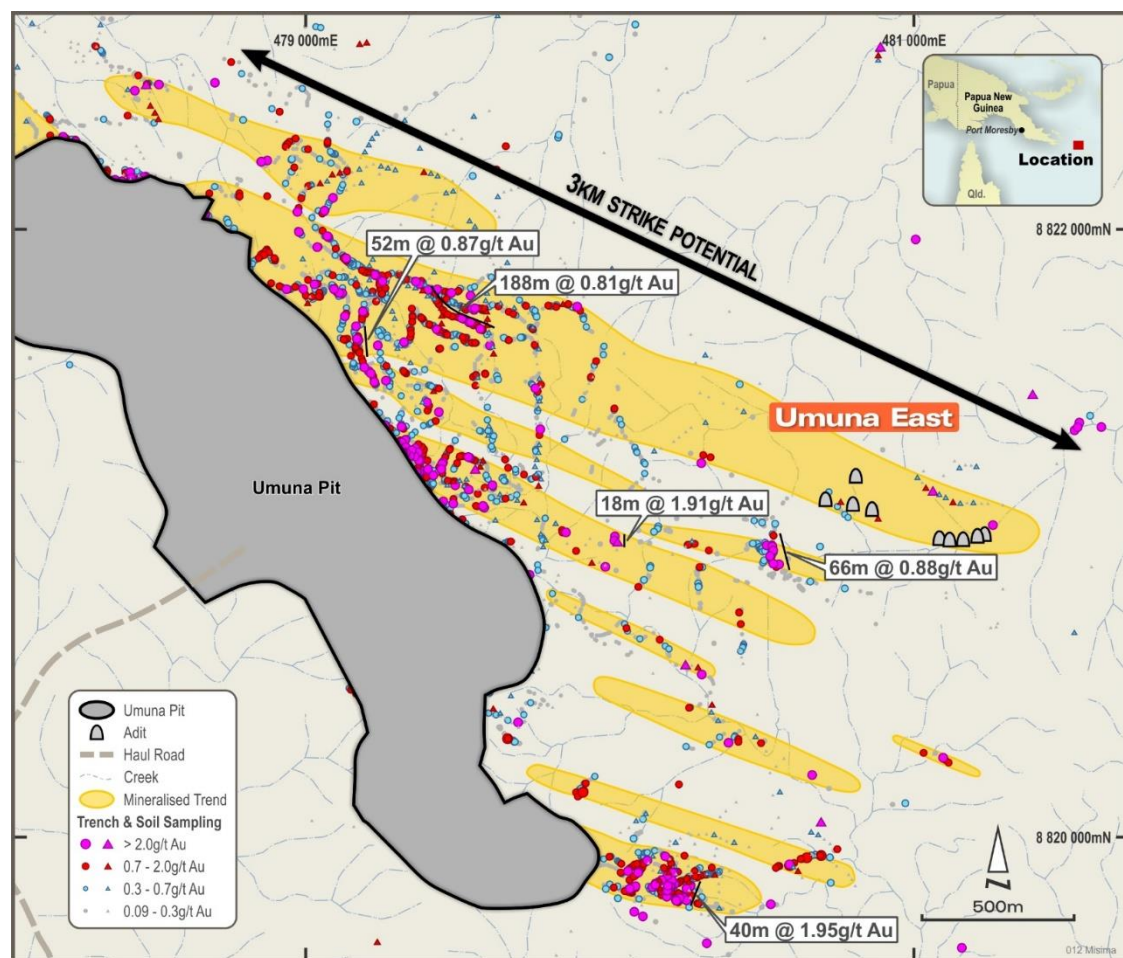 479 000mE
481 000mE
Papua
Papua New
Guinea
Port Moresby
Location
Qld.
3KM STRIKE POTENTIAL
8 822 000mN
52m @ 0.87g/t Au
188m @ 0.81g/t Au
Umuna East
Umuna Pit
18m @ 1.91g/t Au
66m @ 0.88g/t Au
Umuna Pit
Adit
Haul Road
Creek
Mineralised Trend
Trench & Soil Sampling
> 2.0g/t Au
0.7 - 2.0g/t Au
0.3 - 0.7g/t Au
0.09 - 0.3g/t Au
8 820 000mN
N
500m
40m @ 1.95g/t Au
012 Misima